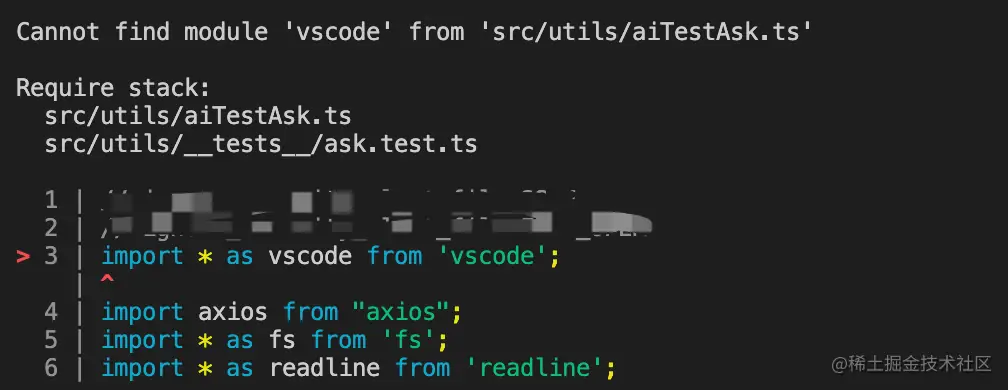 Cannot find module 'vscode' from 'src/utils/aiTestAsk.ts'
Require stack:
src/utils/aiTestAsk.ts
src/utils/__tests__/ask.test.ts
1 | //
2 | //
> 3 | import * as vscode from 'vscode';
| ^
4 | import axios from "axios";
5 | import * as fs from 'fs';
6 | import * as readline from 'readline';
@稀土掘金技术社区